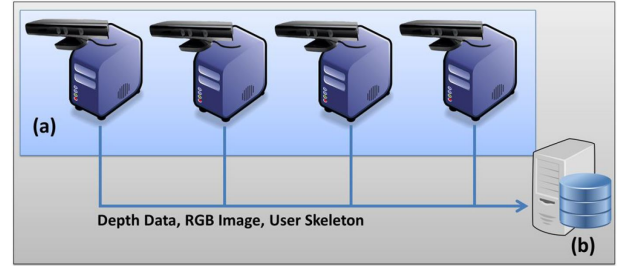 (a)
Depth Data, RGB Image, User Skeleton
(b)